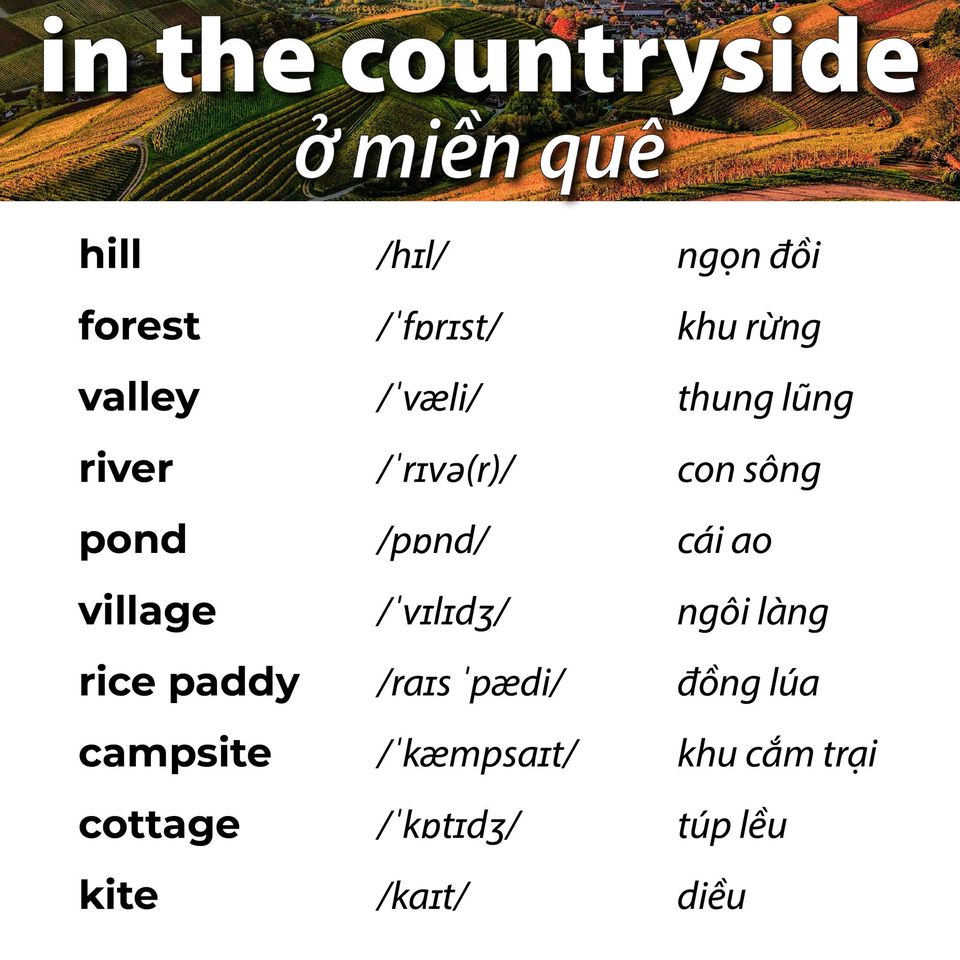 in the countryside
ở miền quê
hill /hɪl/ ngọn đồi
forest /ˈfɒrɪst/ khu rừng
valley /ˈvæli/ thung lũng
river /ˈrɪvə(r)/ con sông
pond /pɒnd/ cái ao
village /ˈvɪlɪdʒ/ ngôi làng
rice paddy /raɪs ˈpædi/ đồng lúa
campsite /ˈkæmpsaɪt/ khu cắm trại
cottage /ˈkɒtɪdʒ/ túp lều
kite /kaɪt/ diều